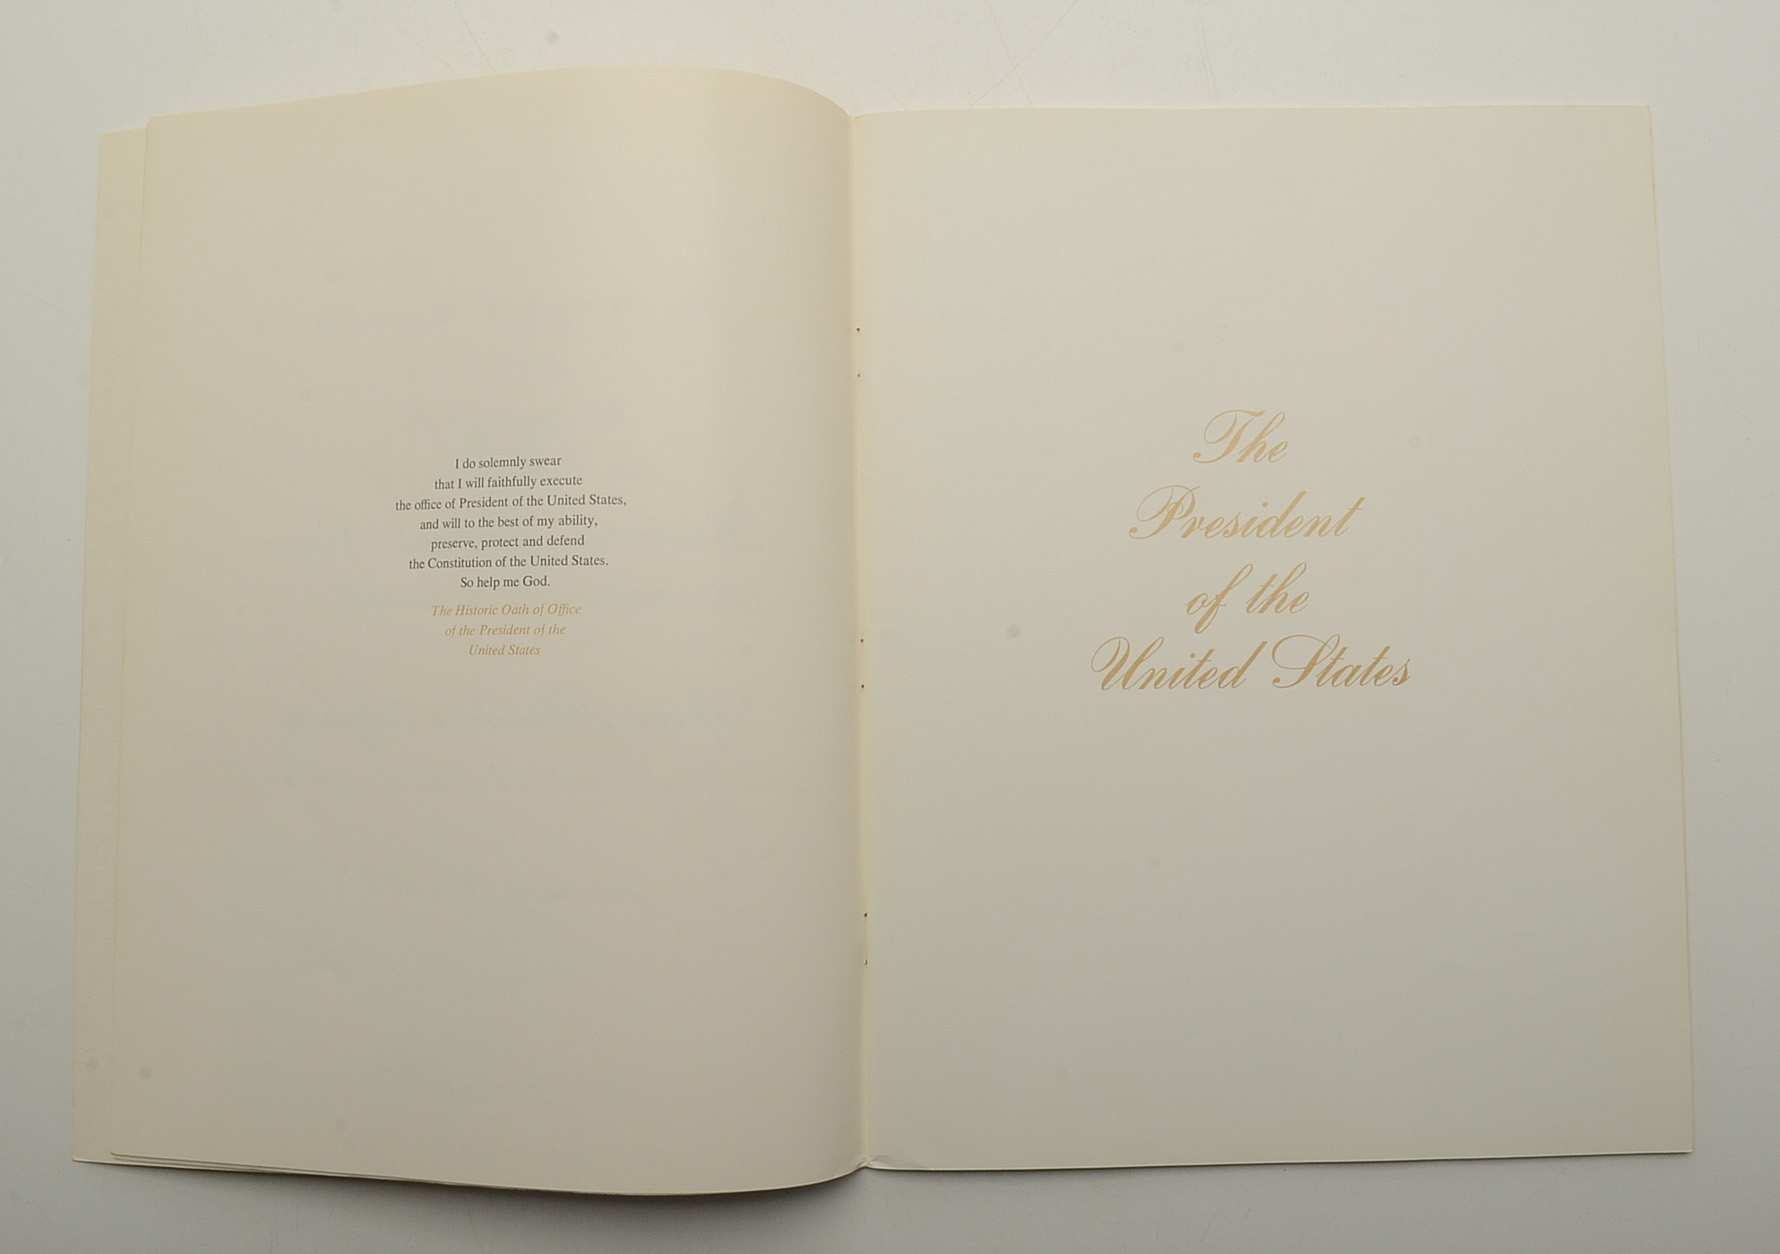 I do solemnly swear
that I will faithfully execute
the office of President of the United States,
and will to the best of my ability,
preserve, protect and defend
the Constitution of the United States.
So help me God.
The Historic Oath of Office
of the President of the
United States
The
President
of the
United States